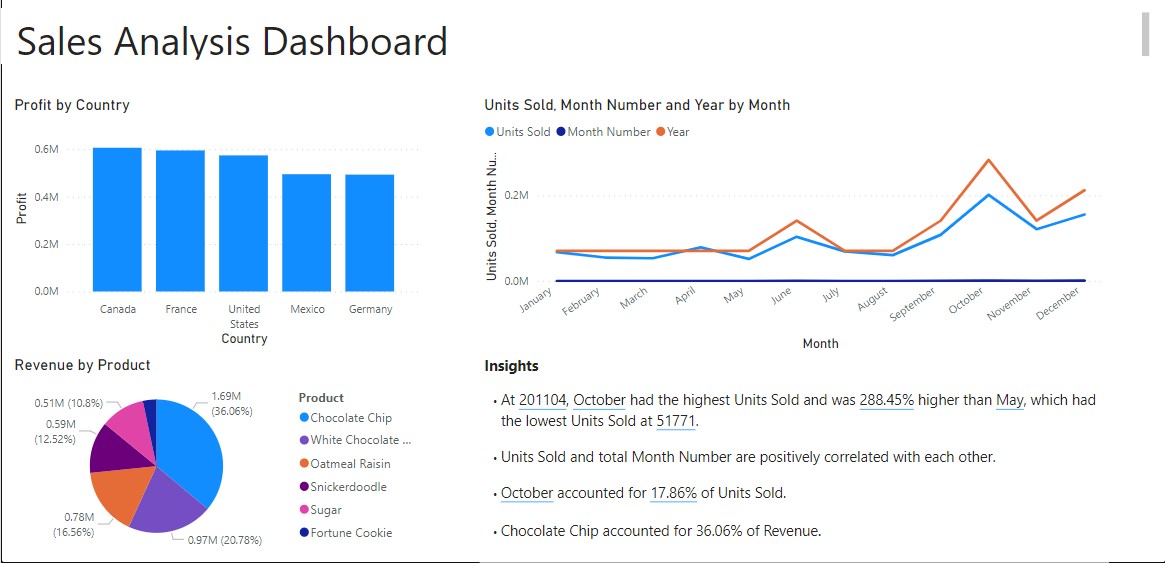 Sales Analysis Dashboard
Profit by Country
0.6M
0.4M
0.2M
0.0M
Profit
Canada
France
United
States
Mexico
Germany
Country
Units Sold, Month Number and Year by Month
Units Sold
Month Number
Year
Units Sold, Month Nu...
0.2M
0.0M
January
February
March
April
May
June
July
August
September
October
November
December
Month
Revenue by Product
0.51M (10.8%)
0.59M
(12.52%)
0.78M
(16.56%)
1.69M
(36.06%)
0.97M (20.78%)
Product
Chocolate Chip
White Chocolate ...
Oatmeal Raisin
Snickerdoodle
Sugar
Fortune Cookie
Insights
• At 201104, October had the highest Units Sold and was 288.45% higher than May, which had
the lowest Units Sold at 51771.
• Units Sold and total Month Number are positively correlated with each other.
• October accounted for 17.86% of Units Sold.
• Chocolate Chip accounted for 36.06% of Revenue.